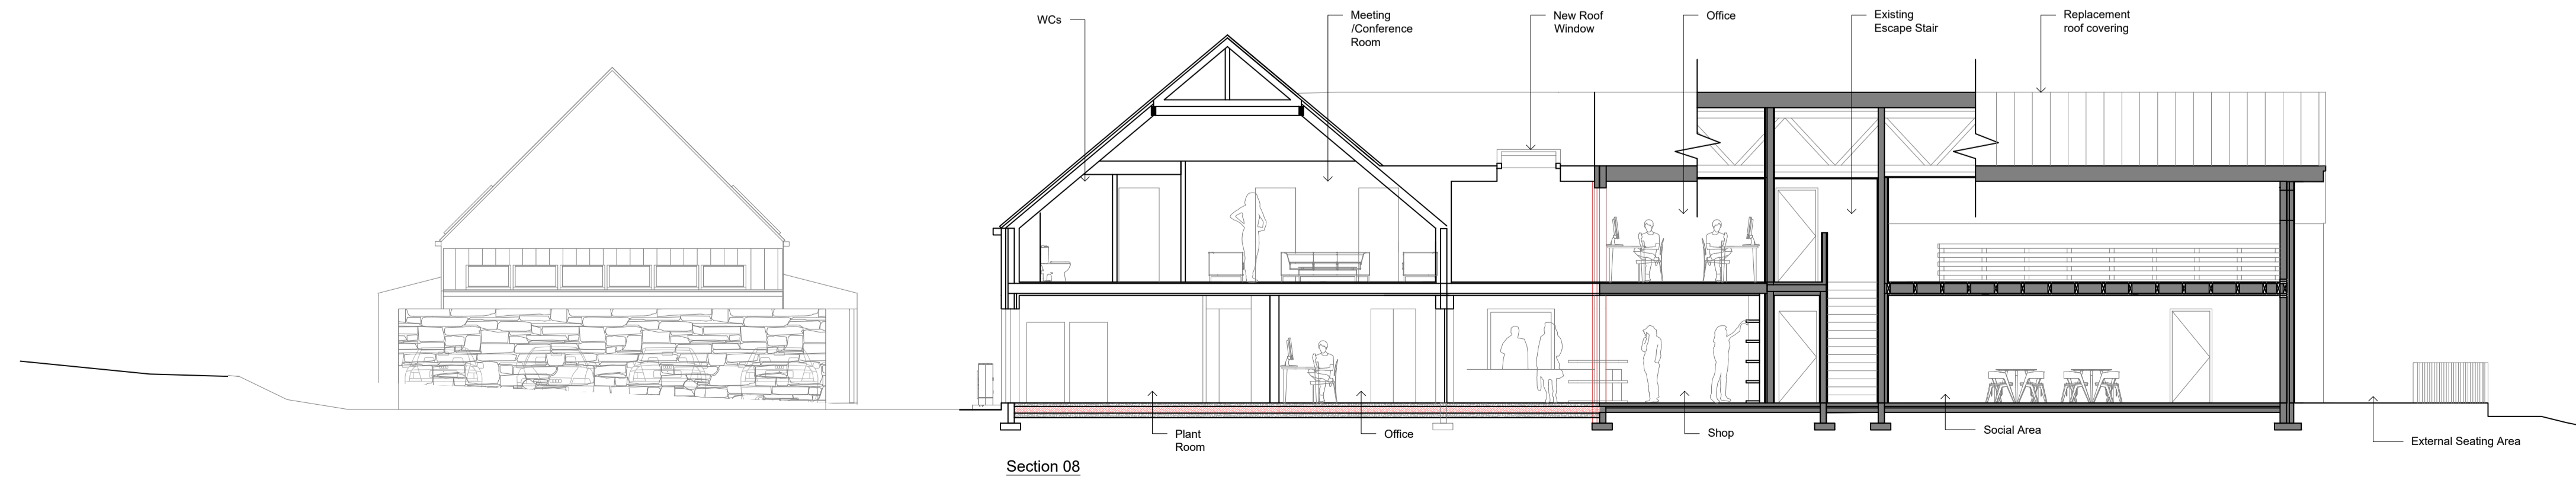 WCs
Meeting
/Conference
Room
New Roof
Window
Office
Existing
Escape Stair
Replacement
roof covering
Plant
Room
Office
Shop
Social Area
External Seating Area
Section 08